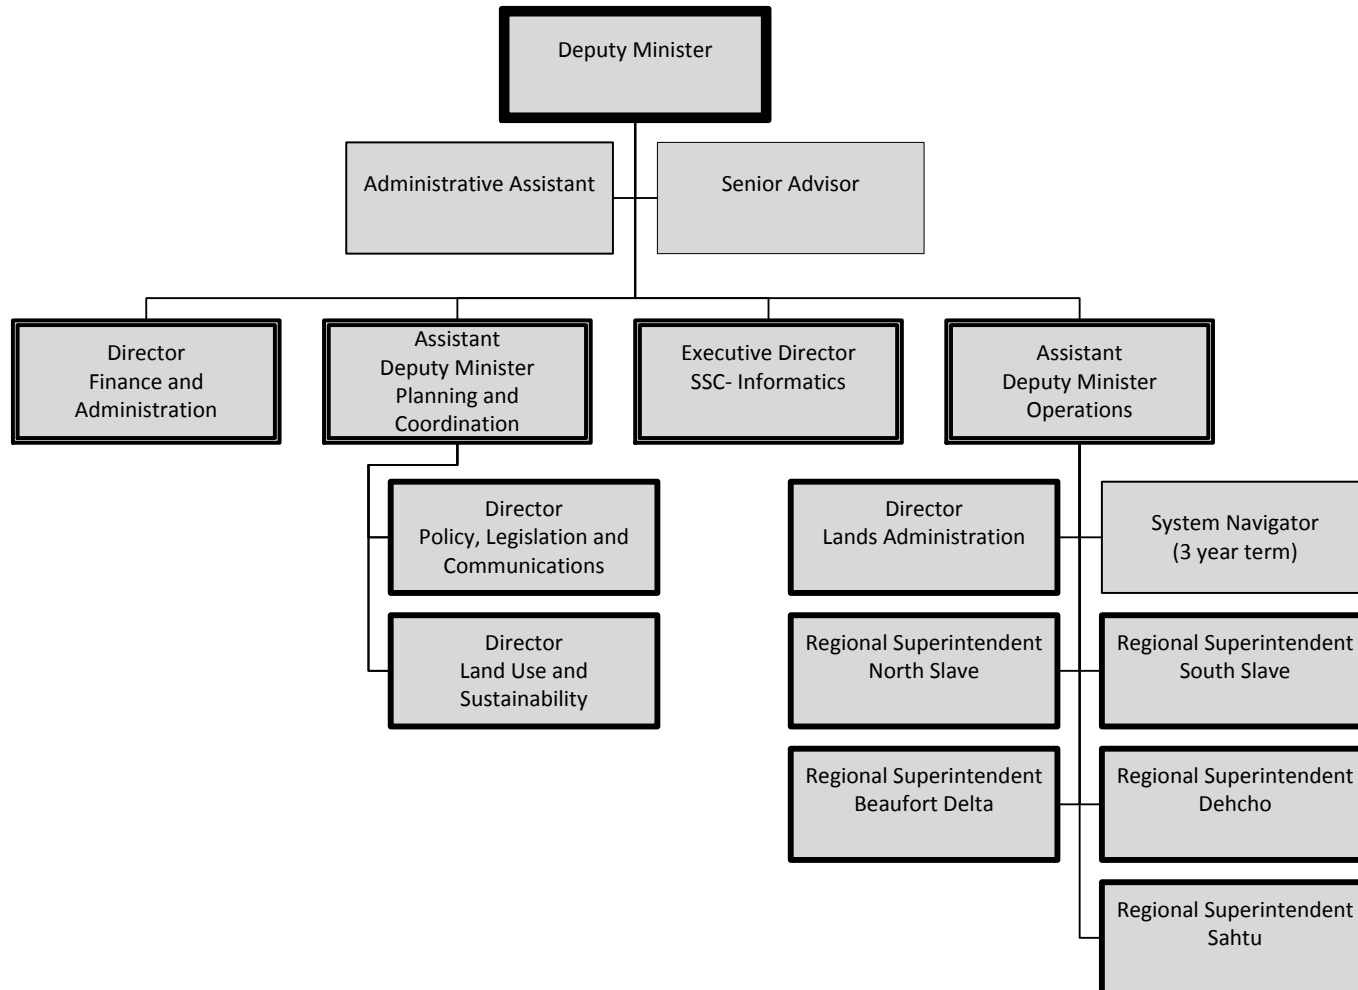 Deputy Minister
Administrative Assistant
Senior Advisor
Director
Finance and
Administration
Assistant
Deputy Minister
Planning and
Coordination
Executive Director
SSC- Informatics
Assistant
Deputy Minister
Operations
Director
Policy, Legislation and
Communications
Director
Land Use and
Sustainability
Director
Lands Administration
System Navigator
(3 year term)
Regional Superintendent
North Slave
Regional Superintendent
South Slave
Regional Superintendent
Beaufort Delta
Regional Superintendent
Dehcho
Regional Superintendent
Sahtu